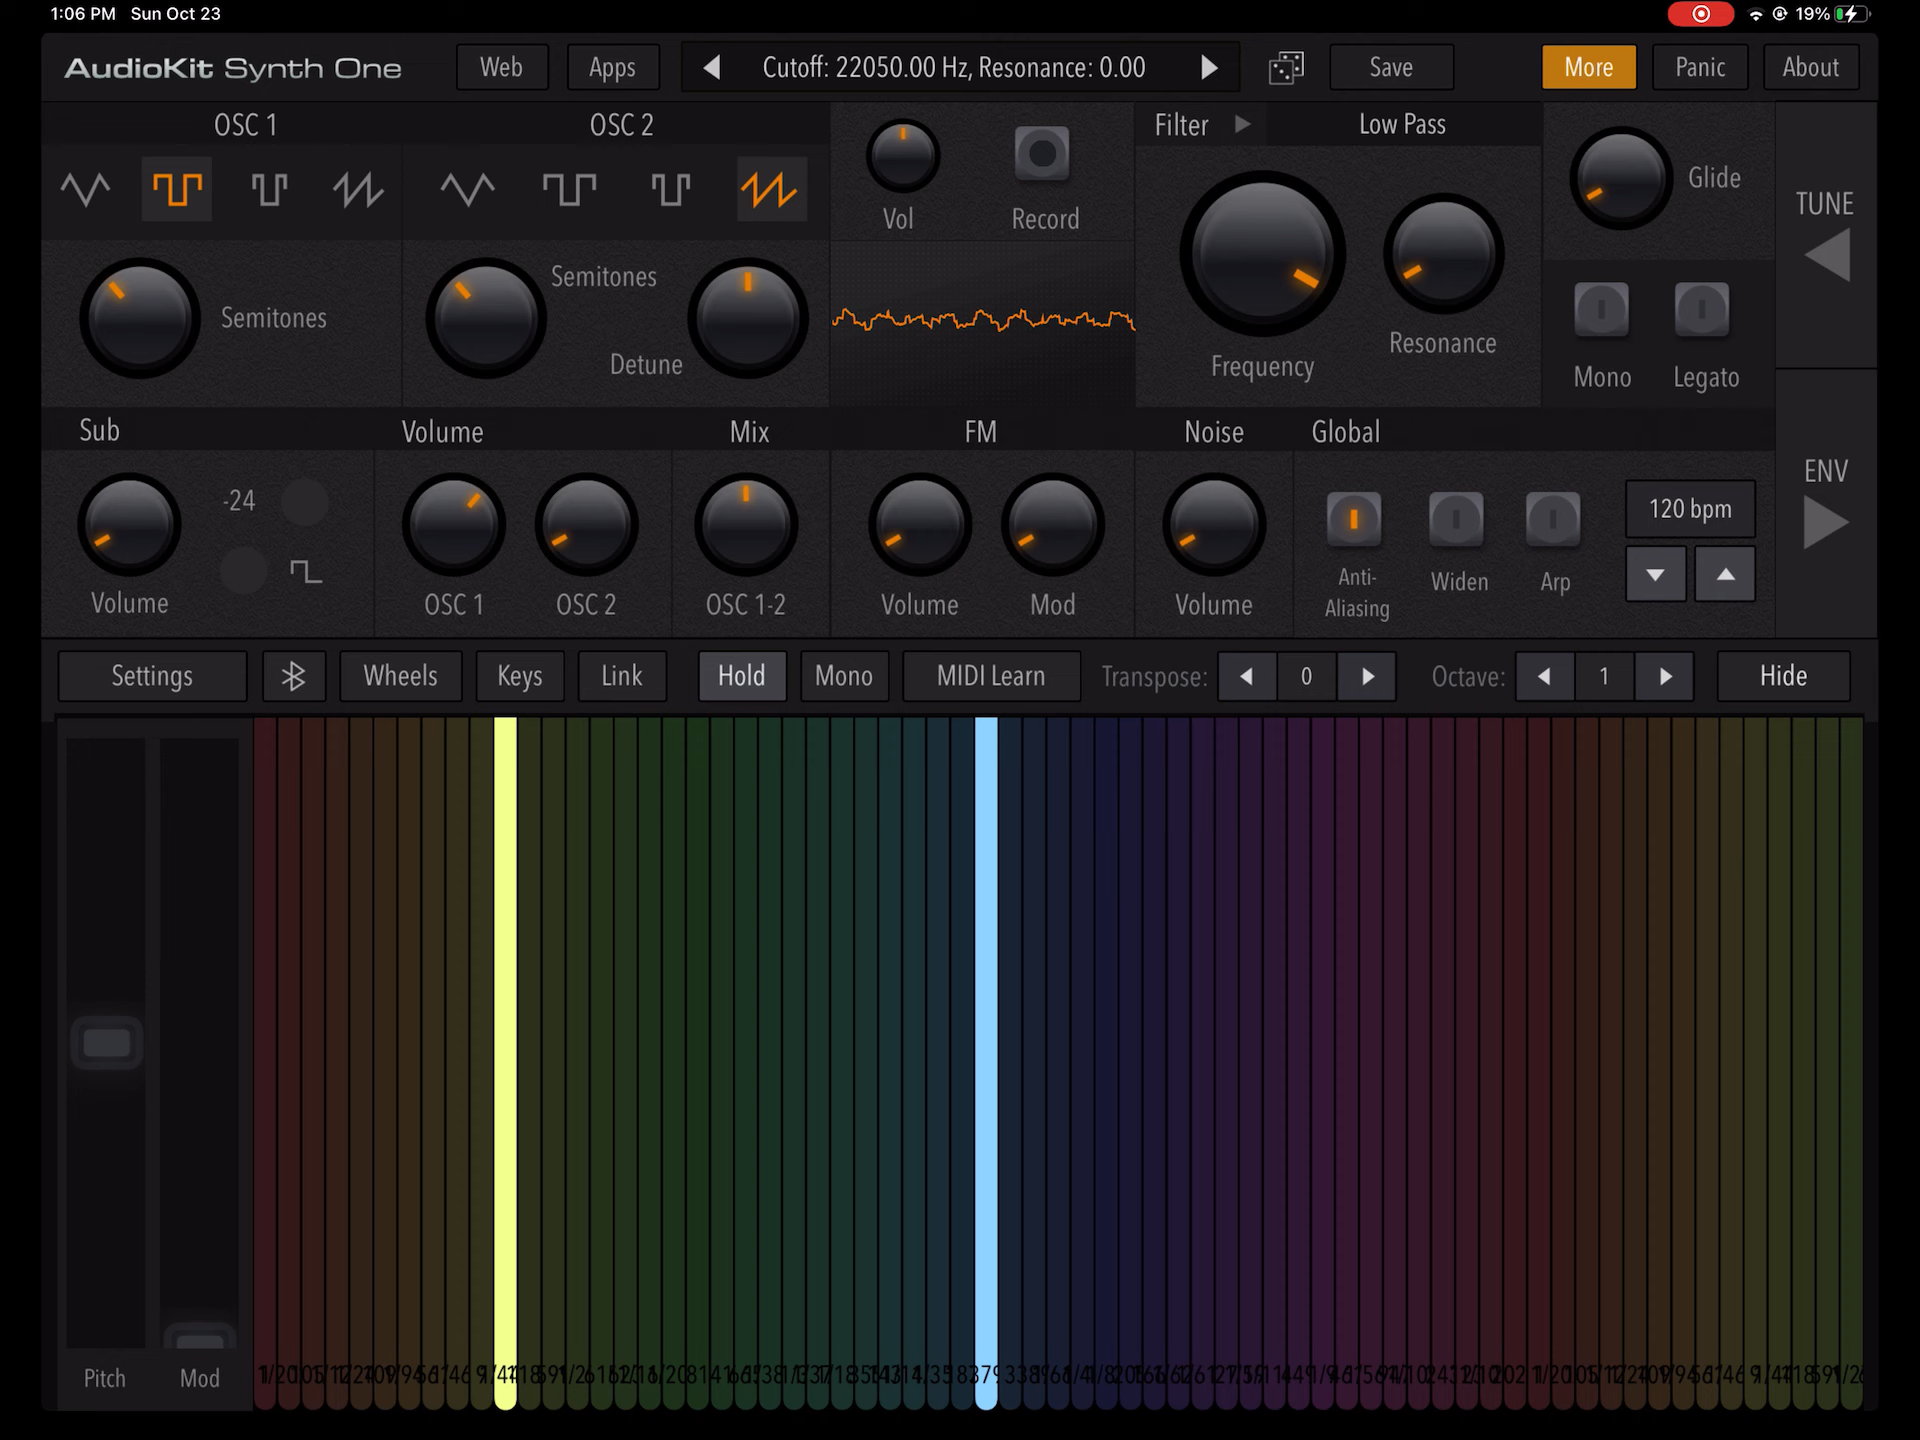 1:06 PM Sun Oct 23
19%
AudioKit Synth One
Web
Apps
Cutoff: 22050.00 Hz, Resonance: 0.00
Save
More
Panic
About
OSC 1
OSC 2
Vol
Record
Filter
Low Pass
Glide
TUNE
Semitones
Semitones
Detune
Frequency
Resonance
Mono
Legato
Sub
Volume
Mix
FM
Noise
Global
ENV
-24
120 bpm
Volume
OSC 1
OSC 2
OSC 1-2
Volume
Mod
Volume
Anti-
Aliasing
Widen
Arp
Settings
Wheels
Keys
Link
Hold
Mono
MIDI Learn
Transpose:
0
Octave:
1
Hide
Pitch
Mod